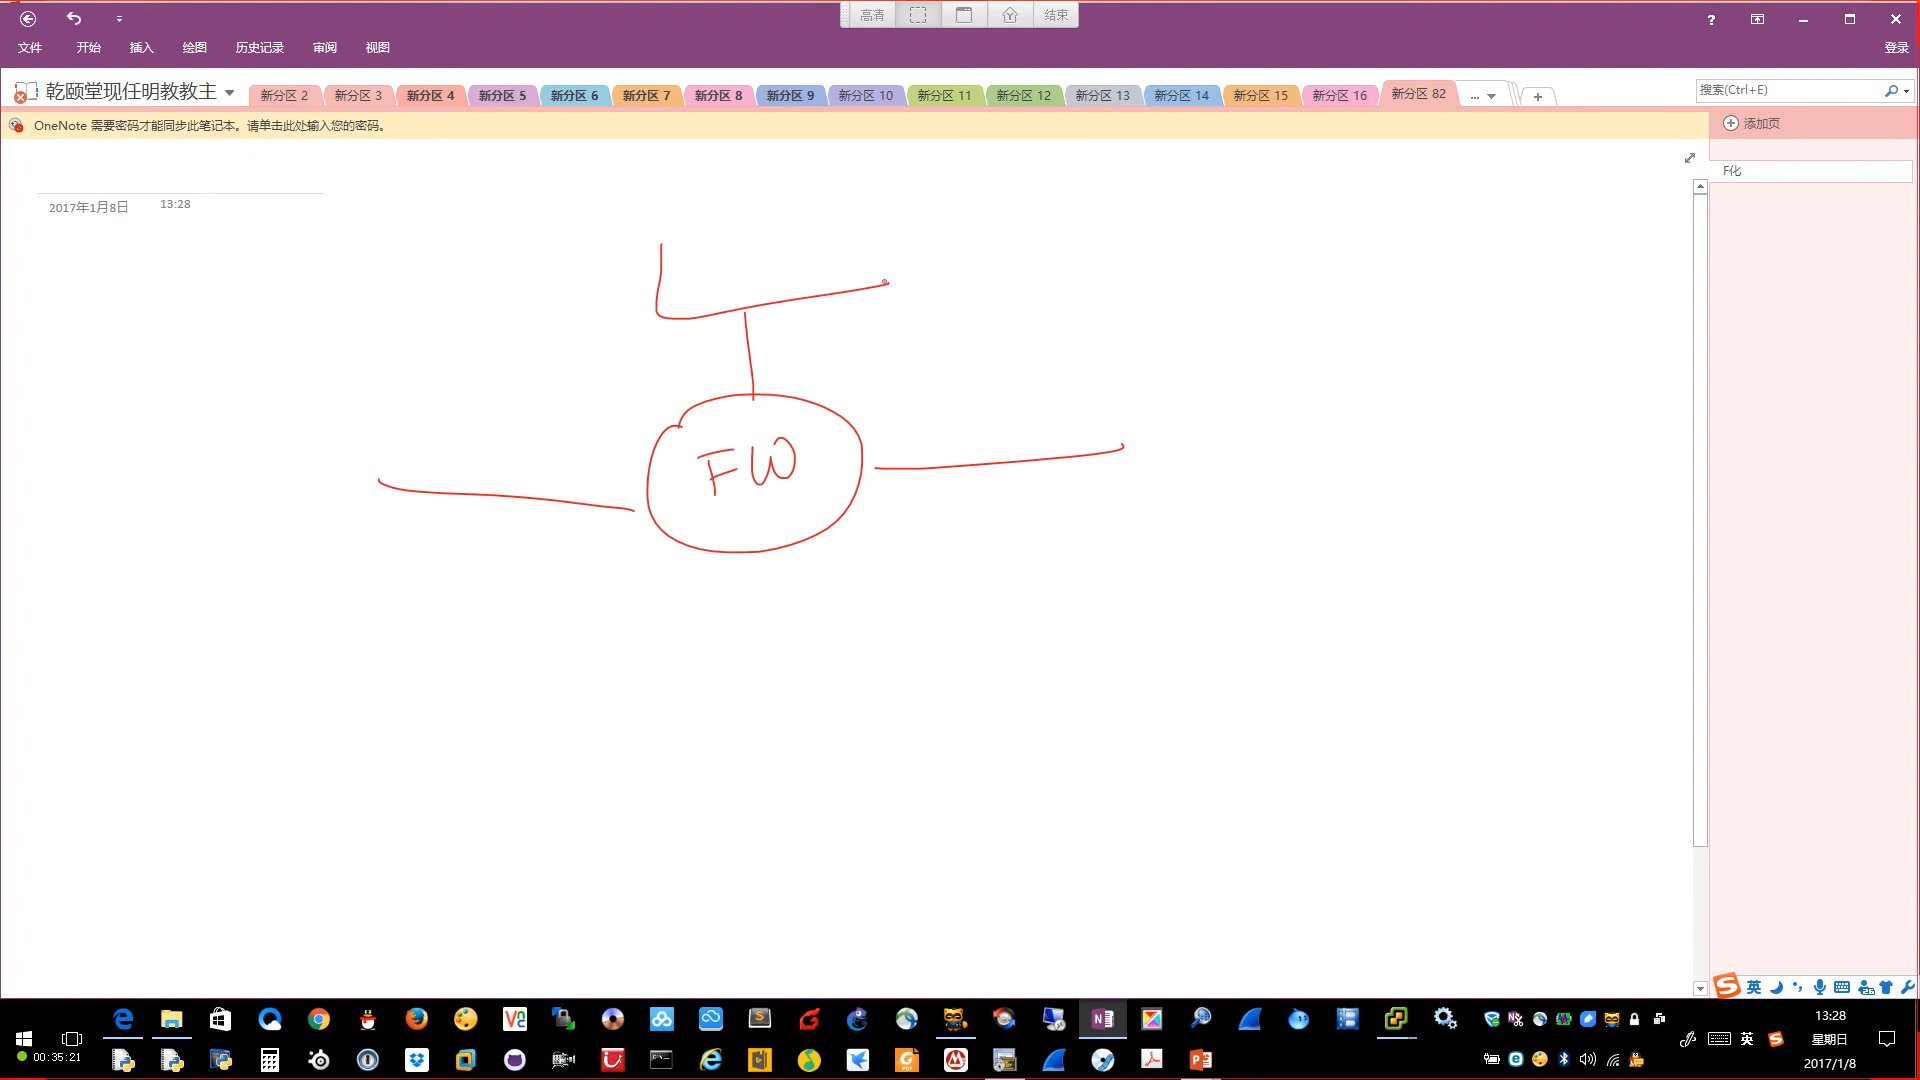 高清
结束
文件 开始 插入 绘图 历史记录 审阅 视图
登录
乾颐堂现任明教教主
新分区 2 新分区 3 新分区 4 新分区 5 新分区 6 新分区 7 新分区 8 新分区 9 新分区 10 新分区 11 新分区 12 新分区 13 新分区 14 新分区 15 新分区 16 新分区 82 ...
搜索(Ctrl+E)
OneNote 需要密码才能同步此笔记本。请单击此处输入您的密码。
添加页
F化
2017年1月8日 13:28
FW
英
13:28
英
星期日
00:35:21
2017/1/8